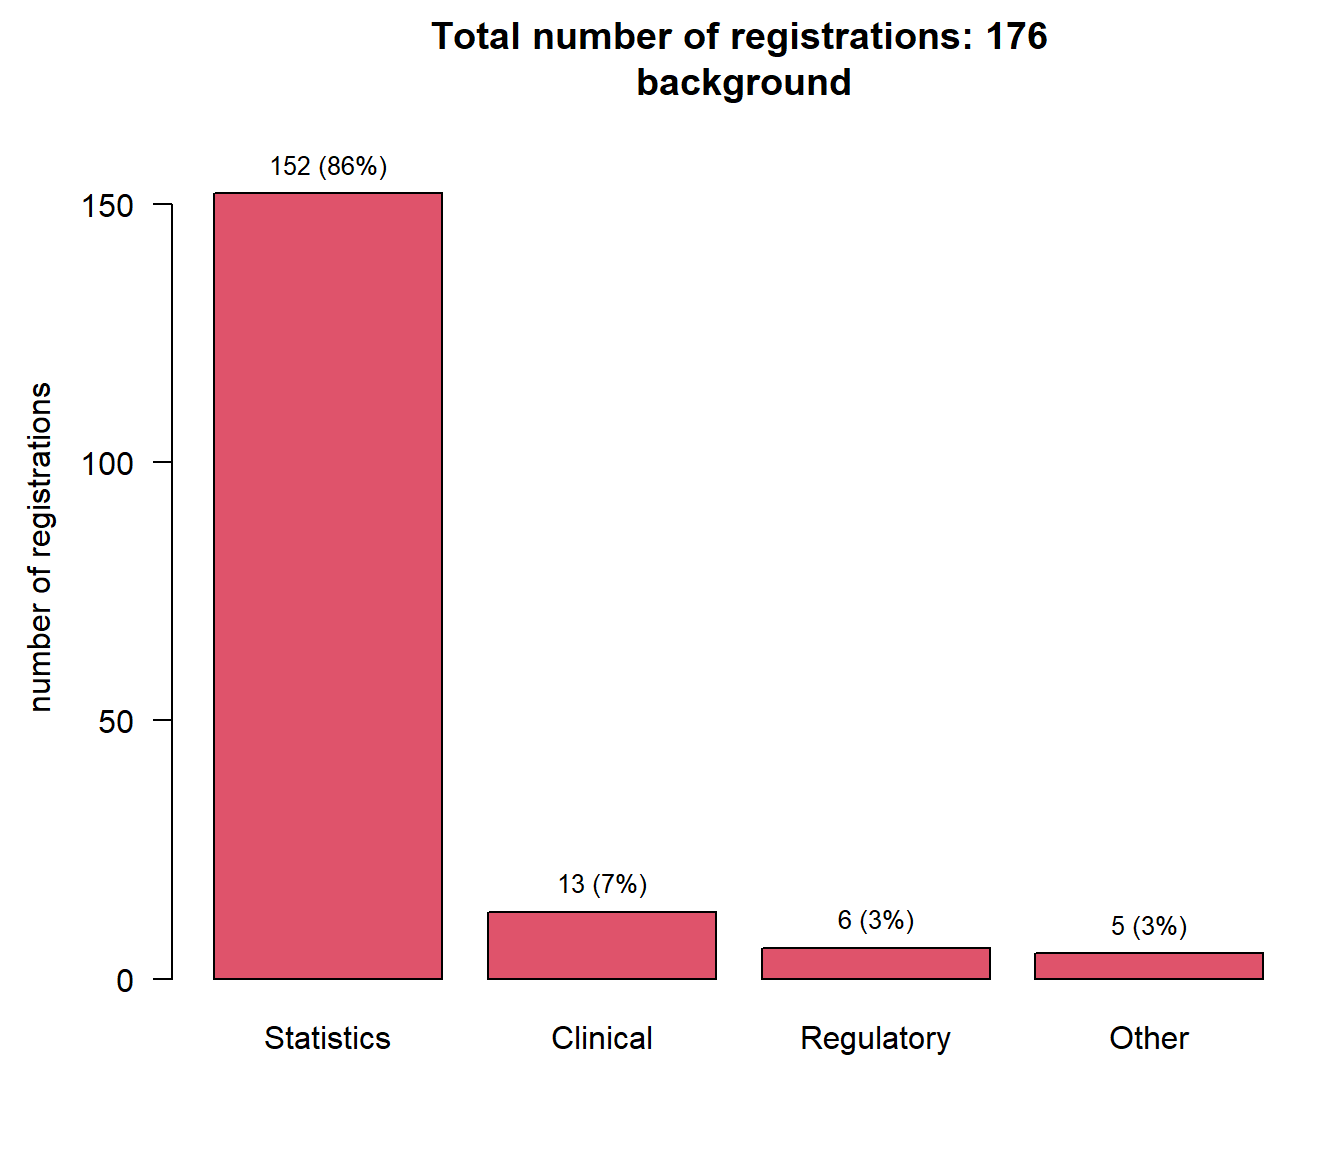 Total number of registrations: 176
background
number of registrations
150
100
50
0
152 (86%)
13 (7%)
6 (3%)
5 (3%)
Statistics
Clinical
Regulatory
Other